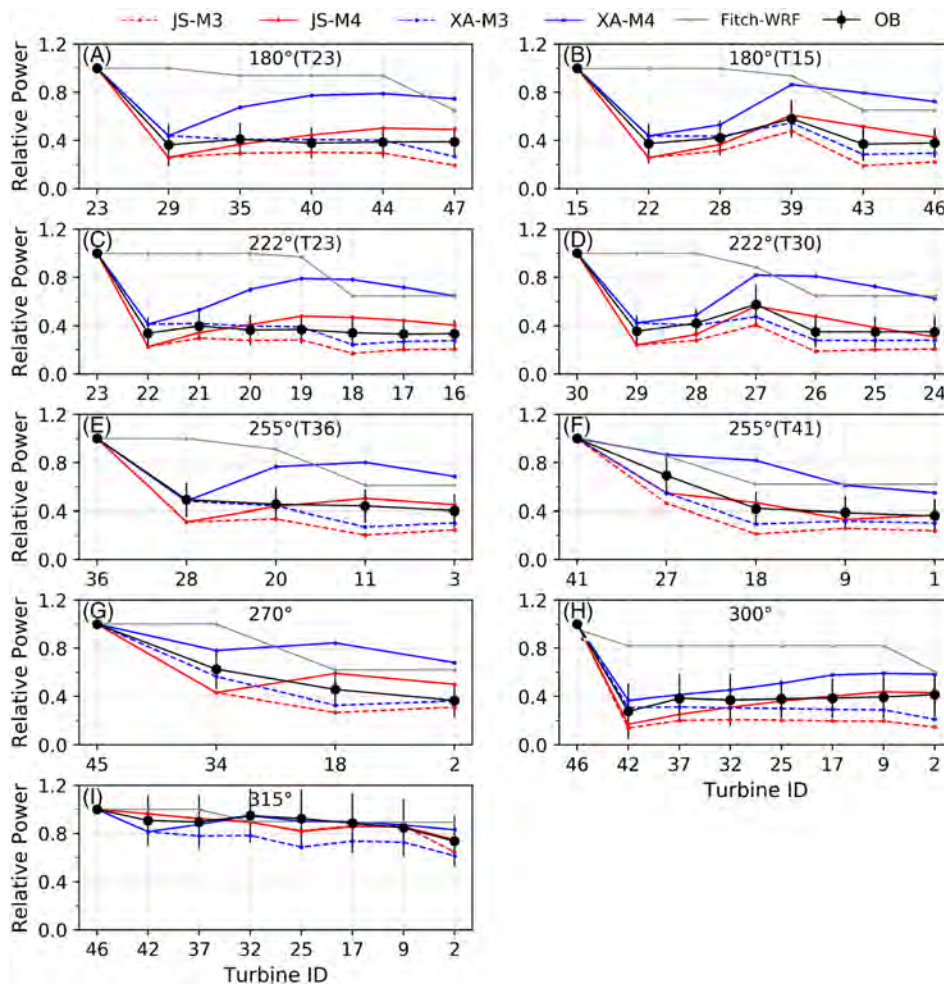 JS-M3 JS-M4 XA-M3 XA-M4 Fitch-WRF OB
(A) 180°(T23)
Relative Power
1.2
0.8
0.4
0.0
23 29 35 40 44 47
(B) 180°(T15)
1.2
0.8
0.4
0.0
15 22 28 39 43 46
(C) 222°(T23)
Relative Power
1.2
0.8
0.4
0.0
23 22 21 20 19 18 17 16
(D) 222°(T30)
1.2
0.8
0.4
0.0
30 29 28 27 26 25 24
(E) 255°(T36)
Relative Power
1.2
0.8
0.4
0.0
36 28 20 11 3
(F) 255°(T41)
1.2
0.8
0.4
0.0
41 27 18 9 1
(G) 270°
Relative Power
1.2
0.8
0.4
0.0
45 34 18 2
(H) 300°
1.2
0.8
0.4
0.0
46 42 37 32 25 17 9 2
Turbine ID
(I) 315°
Relative Power
1.2
0.8
0.4
0.0
46 42 37 32 25 17 9 2
Turbine ID